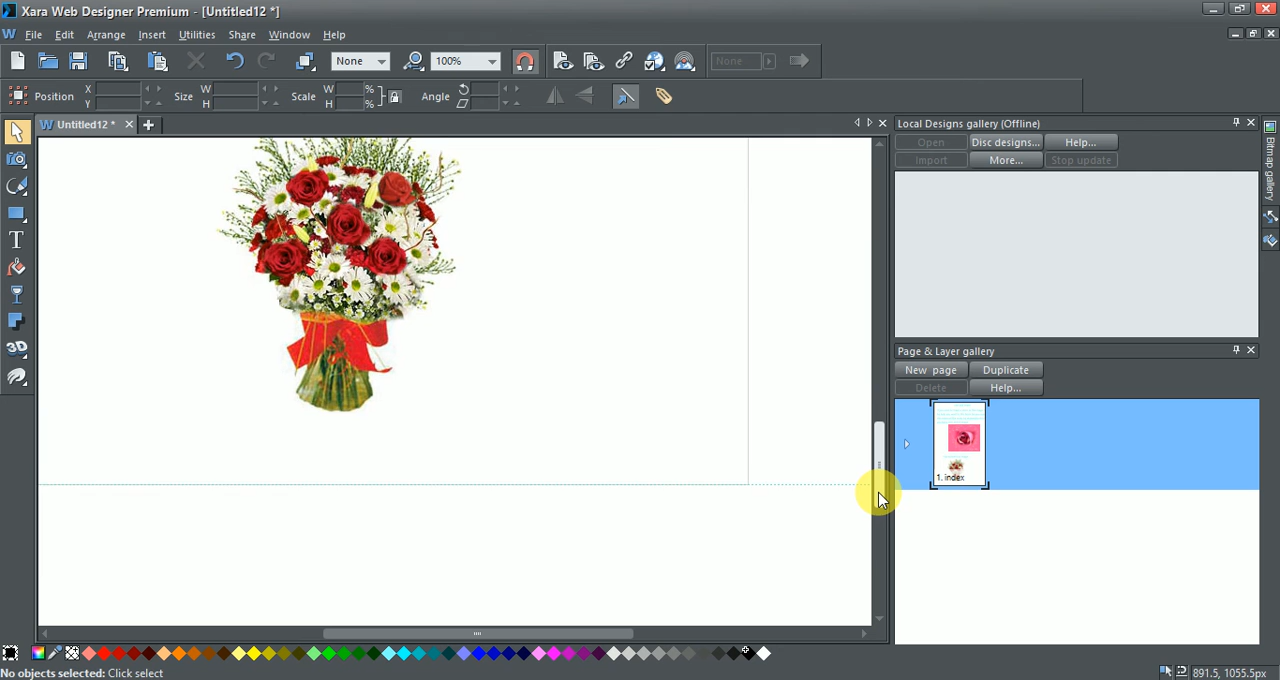 Xara Web Designer Premium - [Untitled12 *]
W File Edit Arrange Insert Utilities Share Window Help
None 100% None
Position X Y Size W H Scale W % H % Angle
W Untitled12 *
Local Designs gallery (Offline)
Open Disc designs... Help...
Import More... Stop update
Bitmap gallery
T
3D
Page & Layer gallery
New page Duplicate
Delete Help...
1. index
No objects selected: Click select 891.5, 1055.5px